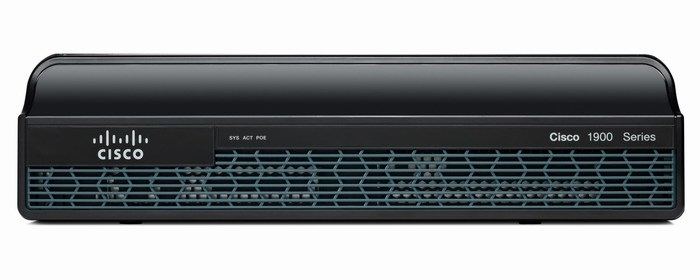 CISCO
SYS ACT POE
Cisco 1900 Series